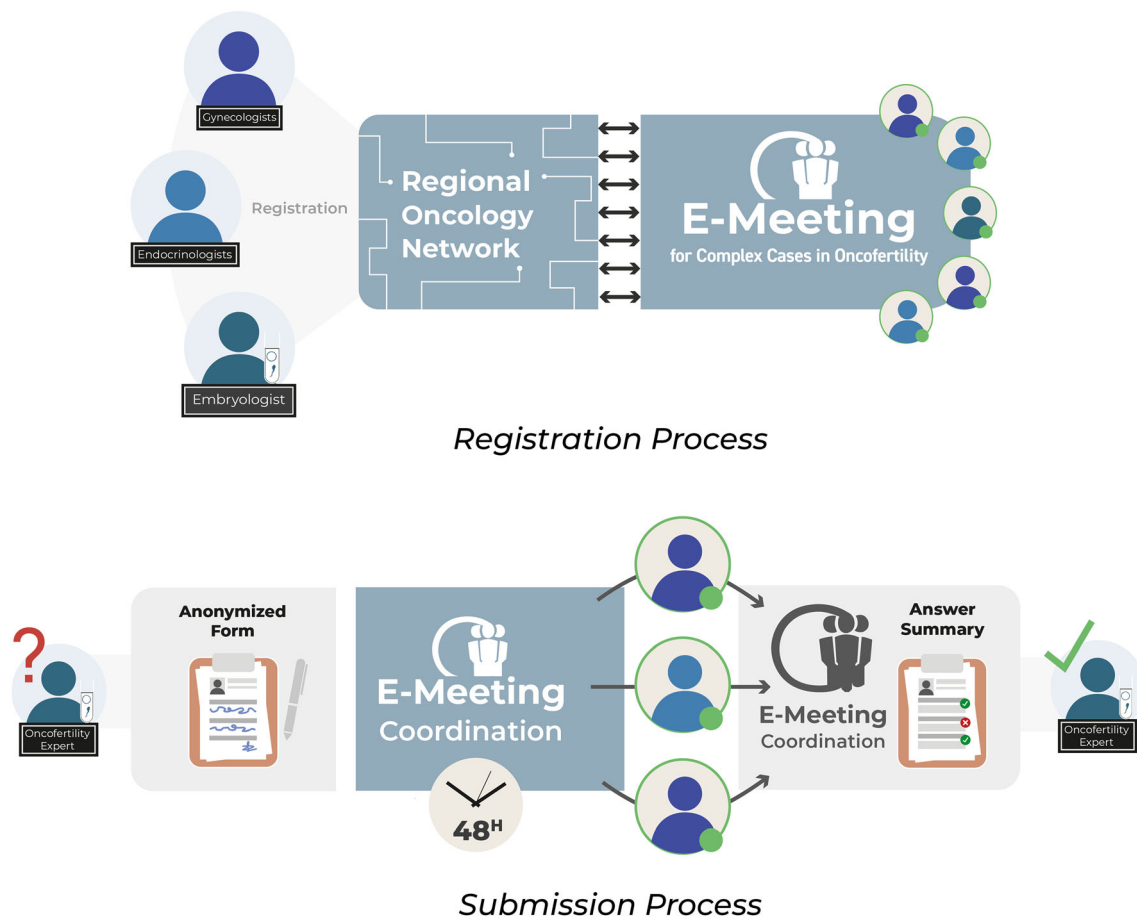 Gynecologists
Registration
Endocrinologists
Embryologist
Regional
Oncology
Network
E-Meeting
for Complex Cases in Oncofertility
Registration Process
?
Oncofertility
Expert
Anonymized
Form
E-Meeting
Coordination
48H
E-Meeting
Coordination
Answer
Summary
Oncofertility
Expert
Submission Process